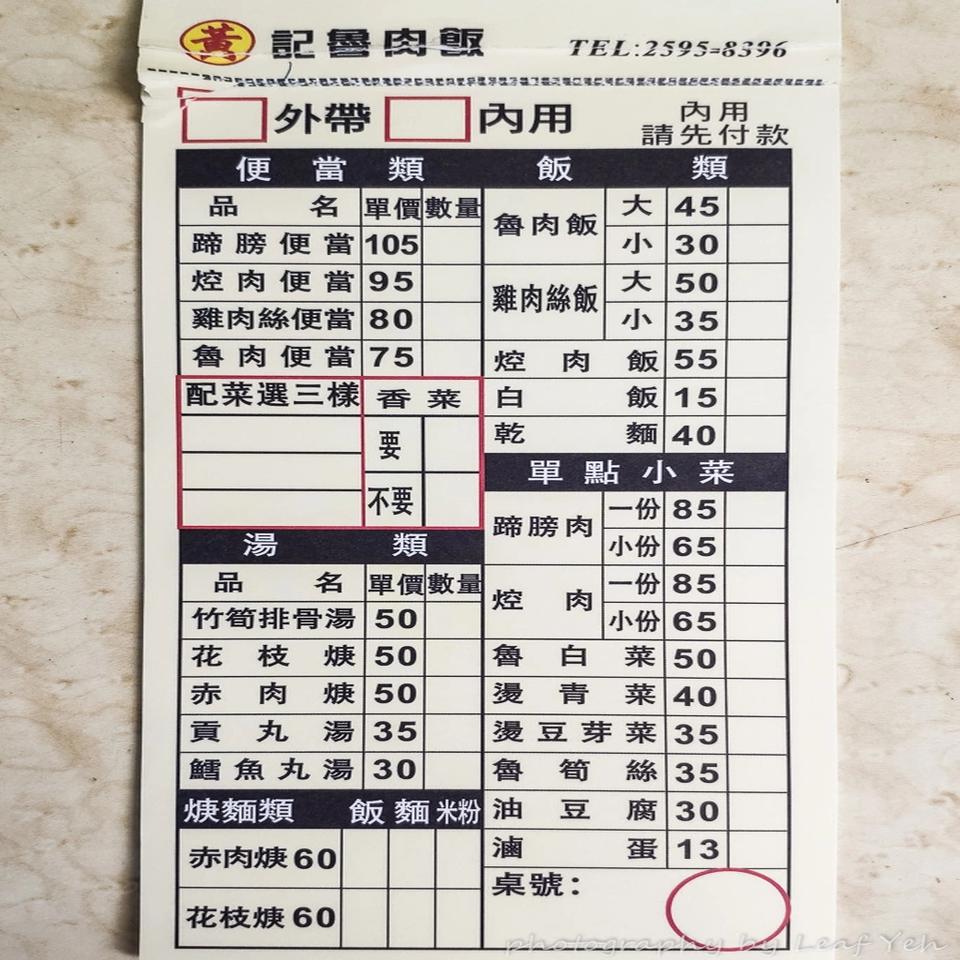 黃記魯肉飯 TEL:2595-8396
外帶 內用 內用
請先付款
便當類
品名 單價 數量
蹄膀便當 105
焢肉便當 95
雞肉絲便當 80
魯肉便當 75
配菜選三樣 香菜
要
不要
湯類
品名 單價 數量
竹筍排骨湯 50
花枝焿 50
赤肉焿 50
貢丸湯 35
鱈魚丸湯 30
焿麵類 飯 麵 米粉
赤肉焿 60
花枝焿 60
飯類
魯肉飯 大 45
小 30
雞肉絲飯 大 50
小 35
焢肉飯 55
白飯 15
乾麵 40
單點小菜
蹄膀肉 一份 85
小份 65
焢肉 一份 85
小份 65
魯白菜 50
燙青菜 40
燙豆芽菜 35
魯筍絲 35
油豆腐 30
滷蛋 13
桌號：
photography by Leaf Yeh